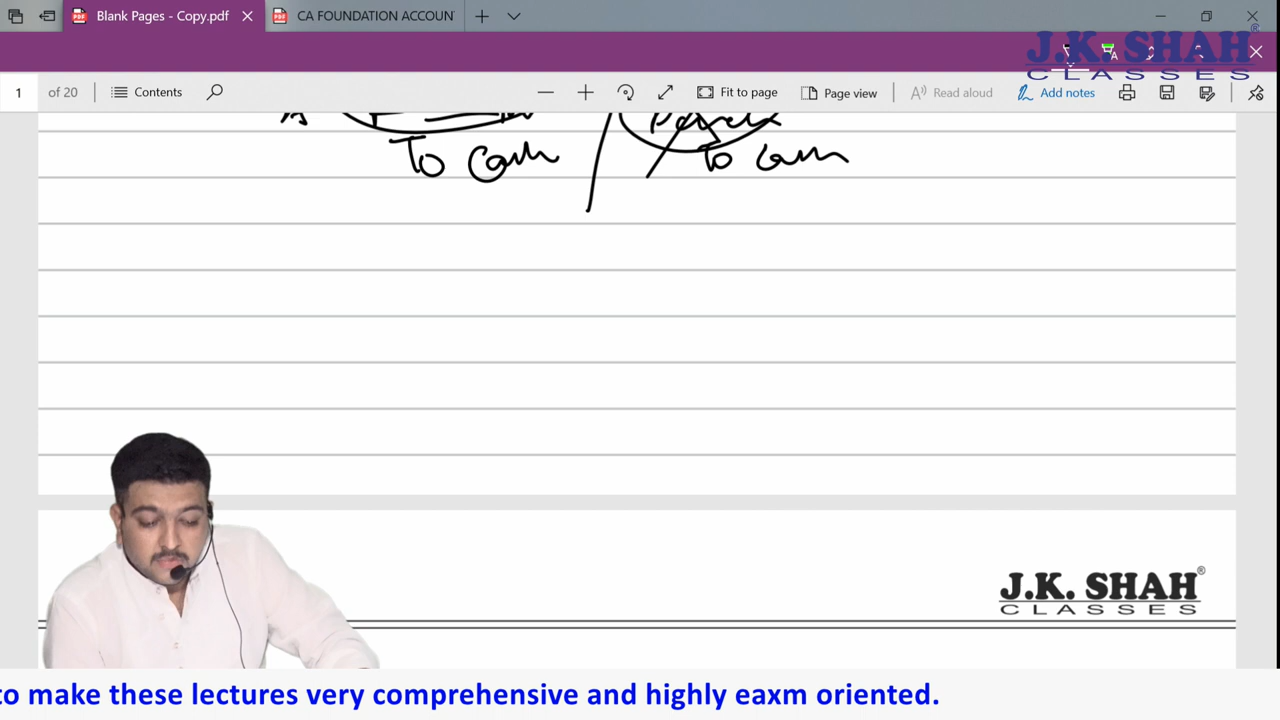 Blank Pages - Copy.pdf
CA FOUNDATION ACCOUN
J.K. SHAH®
CLASSES
1 of 20
Contents
Fit to page
Page view
Read aloud
Add notes
To Cash
To Cash
J.K. SHAH®
CLASSES
to make these lectures very comprehensive and highly eaxm oriented.